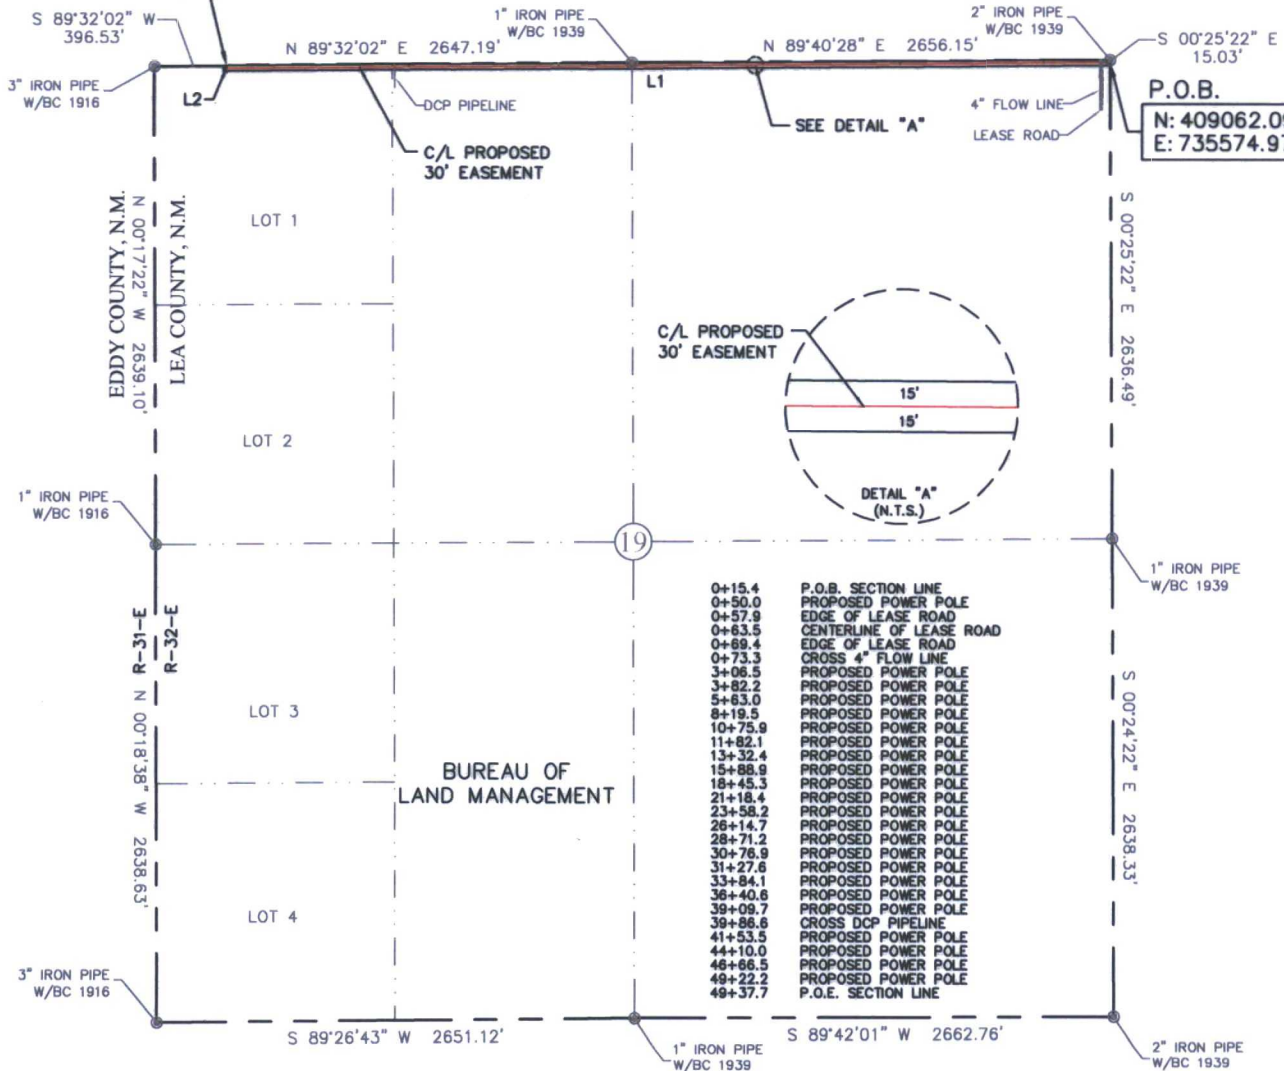 S 89°32'02" W
396.53'
N 89°32'02" E 2647.19'
1" IRON PIPE
W/BC 1939
N 89°40'28" E 2656.15'
2" IRON PIPE
W/BC 1939
S 00°25'22" E
15.03'
3" IRON PIPE
W/BC 1916
L2
DCP PIPELINE
L1
SEE DETAIL "A"
4" FLOW LINE
LEASE ROAD
P.O.B.
N: 409062.09
E: 735574.97
C/L PROPOSED
30' EASEMENT
EDDY COUNTY, N.M.
N 00°17'22" W 2639.10'
LEA COUNTY, N.M.
LOT 1
S 00°25'22" E 2636.49'
C/L PROPOSED
30' EASEMENT
15'
15'
DETAIL "A"
(N.T.S.)
LOT 2
1" IRON PIPE
W/BC 1916
19
1" IRON PIPE
W/BC 1939
R-31-E
R-32-E
N 00°18'38" W 2638.63'
LOT 3
BUREAU OF
LAND MANAGEMENT
LOT 4
0+15.4 P.O.B. SECTION LINE
0+50.0 PROPOSED POWER POLE
0+57.9 EDGE OF LEASE ROAD
0+63.5 CENTERLINE OF LEASE ROAD
0+69.4 EDGE OF LEASE ROAD
0+73.3 CROSS 4" FLOW LINE
3+06.5 PROPOSED POWER POLE
3+82.2 PROPOSED POWER POLE
5+63.0 PROPOSED POWER POLE
8+19.5 PROPOSED POWER POLE
10+75.9 PROPOSED POWER POLE
11+82.1 PROPOSED POWER POLE
13+32.4 PROPOSED POWER POLE
15+88.9 PROPOSED POWER POLE
18+45.3 PROPOSED POWER POLE
21+18.4 PROPOSED POWER POLE
23+58.2 PROPOSED POWER POLE
26+14.7 PROPOSED POWER POLE
28+71.2 PROPOSED POWER POLE
30+76.9 PROPOSED POWER POLE
31+27.6 PROPOSED POWER POLE
33+84.1 PROPOSED POWER POLE
36+40.6 PROPOSED POWER POLE
39+09.7 PROPOSED POWER POLE
39+86.6 CROSS DCP PIPELINE
41+53.5 PROPOSED POWER POLE
44+10.0 PROPOSED POWER POLE
46+66.5 PROPOSED POWER POLE
49+22.2 PROPOSED POWER POLE
49+37.7 P.O.E. SECTION LINE
S 00°24'22" E 2638.33'
3" IRON PIPE
W/BC 1916
S 89°26'43" W 2651.12'
1" IRON PIPE
W/BC 1939
S 89°42'01" W 2662.76'
2" IRON PIPE
W/BC 1939